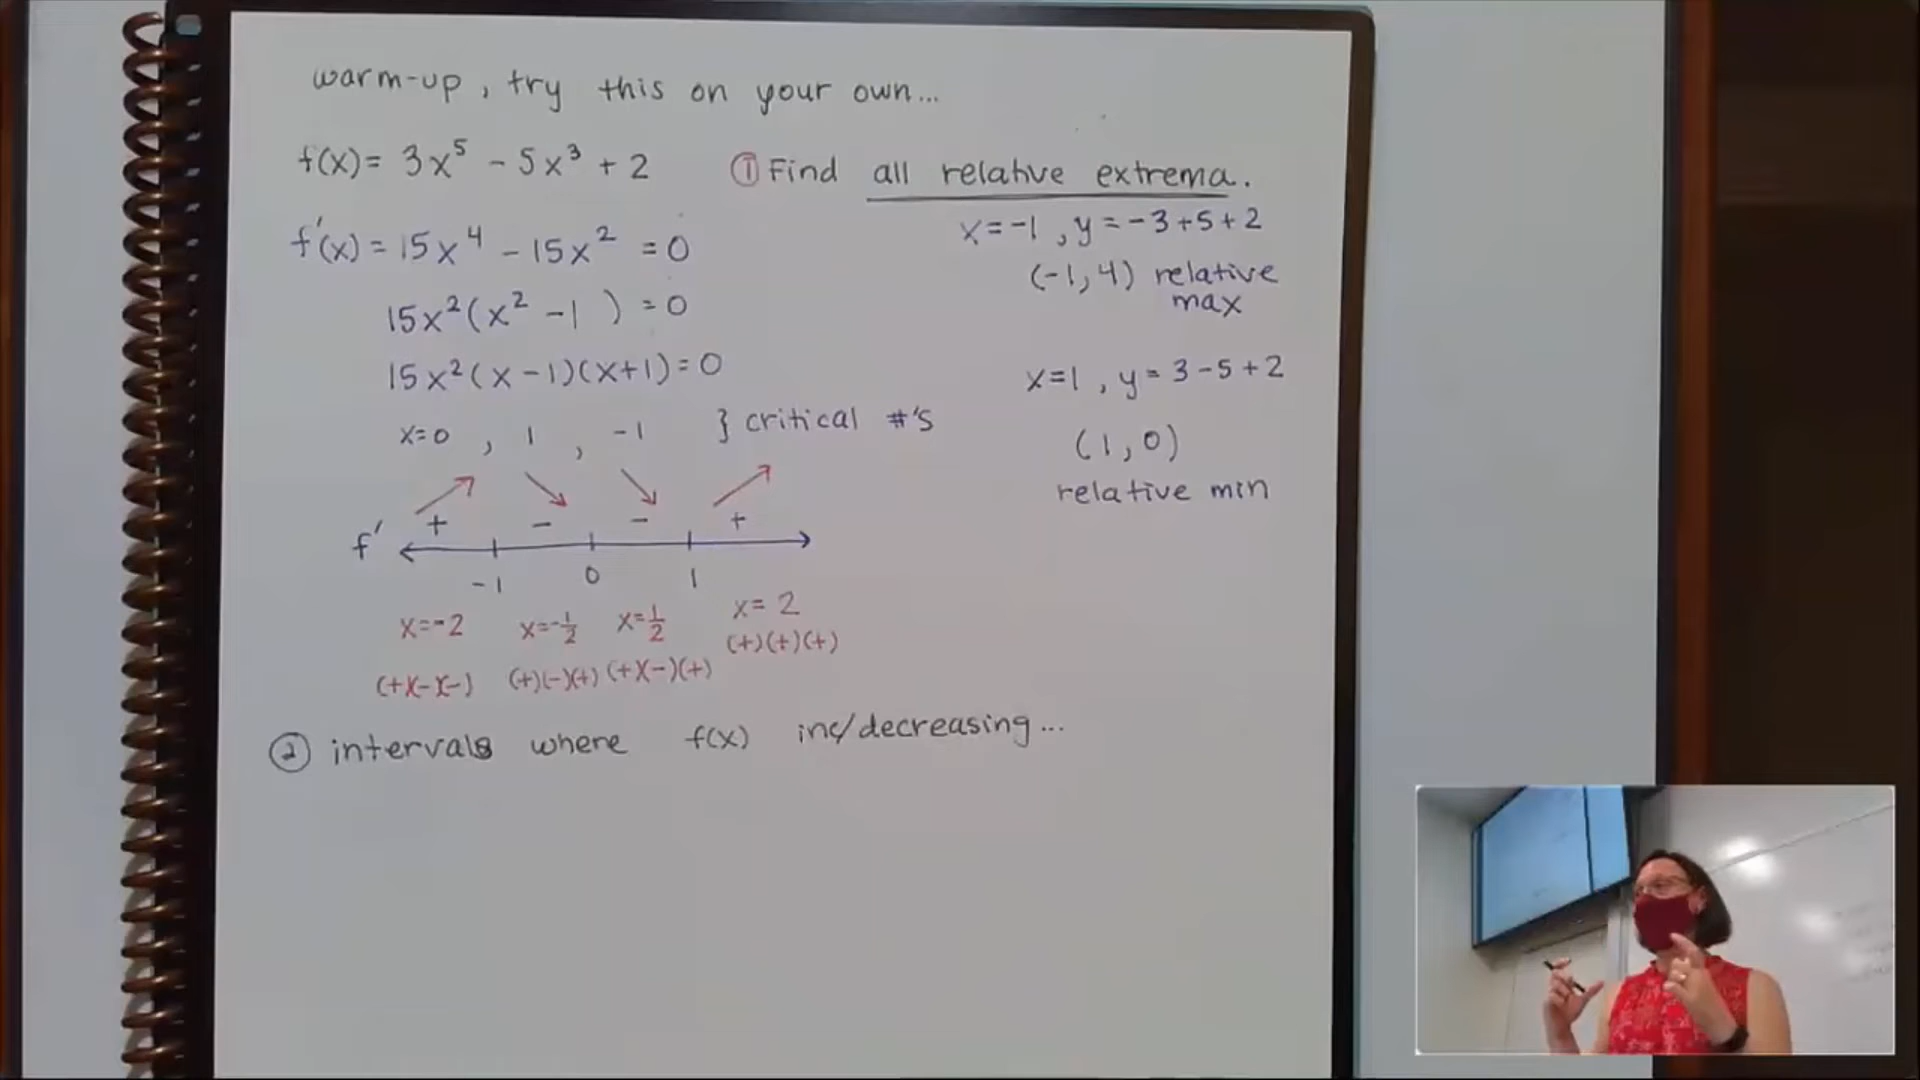 warm-up, try this on your own...
f(x) = 3x⁵ - 5x³ + 2
① Find all relative extrema.
f'(x) = 15x⁴ - 15x² = 0
15x²(x² - 1 ) = 0
15x²(x-1)(x+1) = 0
x=0 , 1 , -1 } critical #'s
x=-1, y = -3+5+2
(-1,4) relative
max
x=1, y = 3-5+2
(1,0)
relative min
+ - - +
f'
-1 0 1
x=-2 x=-1/2 x=1/2 x=2
(+)(-)(-) (+)(-)(+) (+)(-)(+) (+)(+)(+)
② intervals where f(x) inc/decreasing...